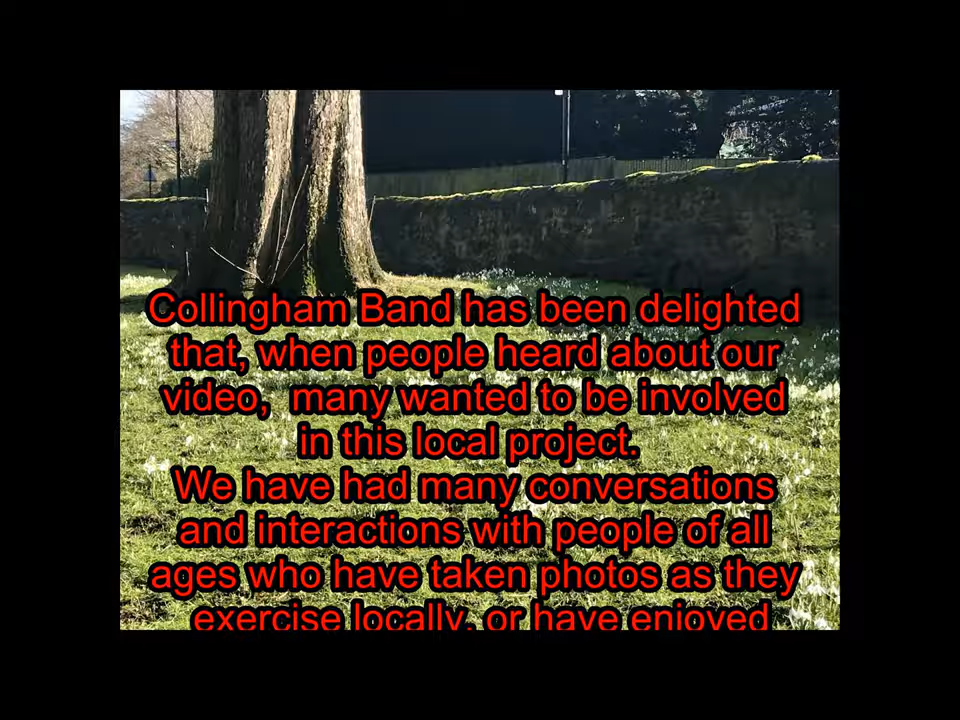 Collingham Band has been delighted
that, when people heard about our
video, many wanted to be involved
in this local project.
We have had many conversations
and interactions with people of all
ages who have taken photos as they
exercise locally, or have enjoyed